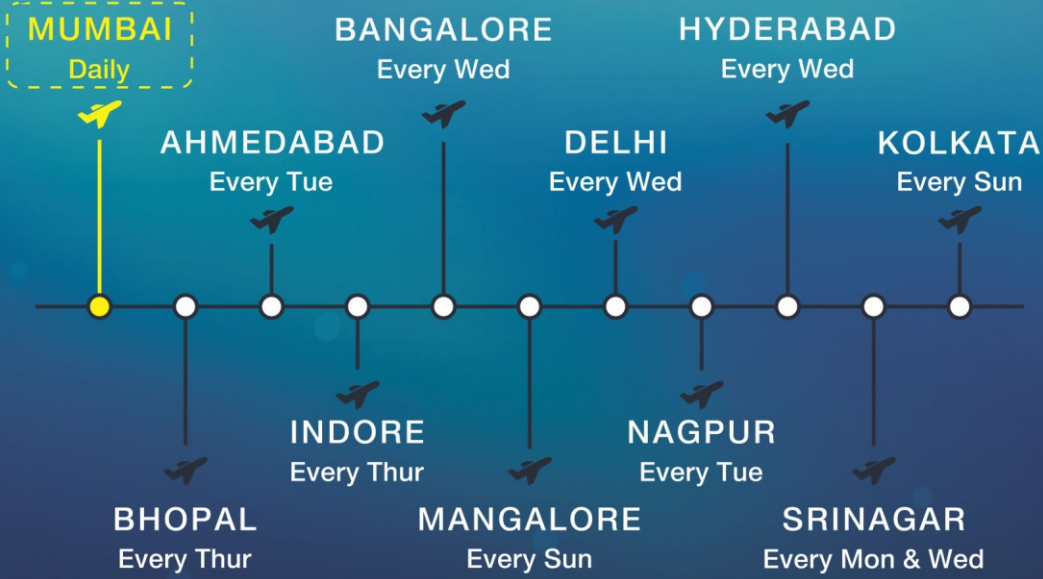 MUMBAI
Daily
BANGALORE
Every Wed
HYDERABAD
Every Wed
AHMEDABAD
Every Tue
DELHI
Every Wed
KOLKATA
Every Sun
INDORE
Every Thur
NAGPUR
Every Tue
BHOPAL
Every Thur
MANGALORE
Every Sun
SRINAGAR
Every Mon & Wed